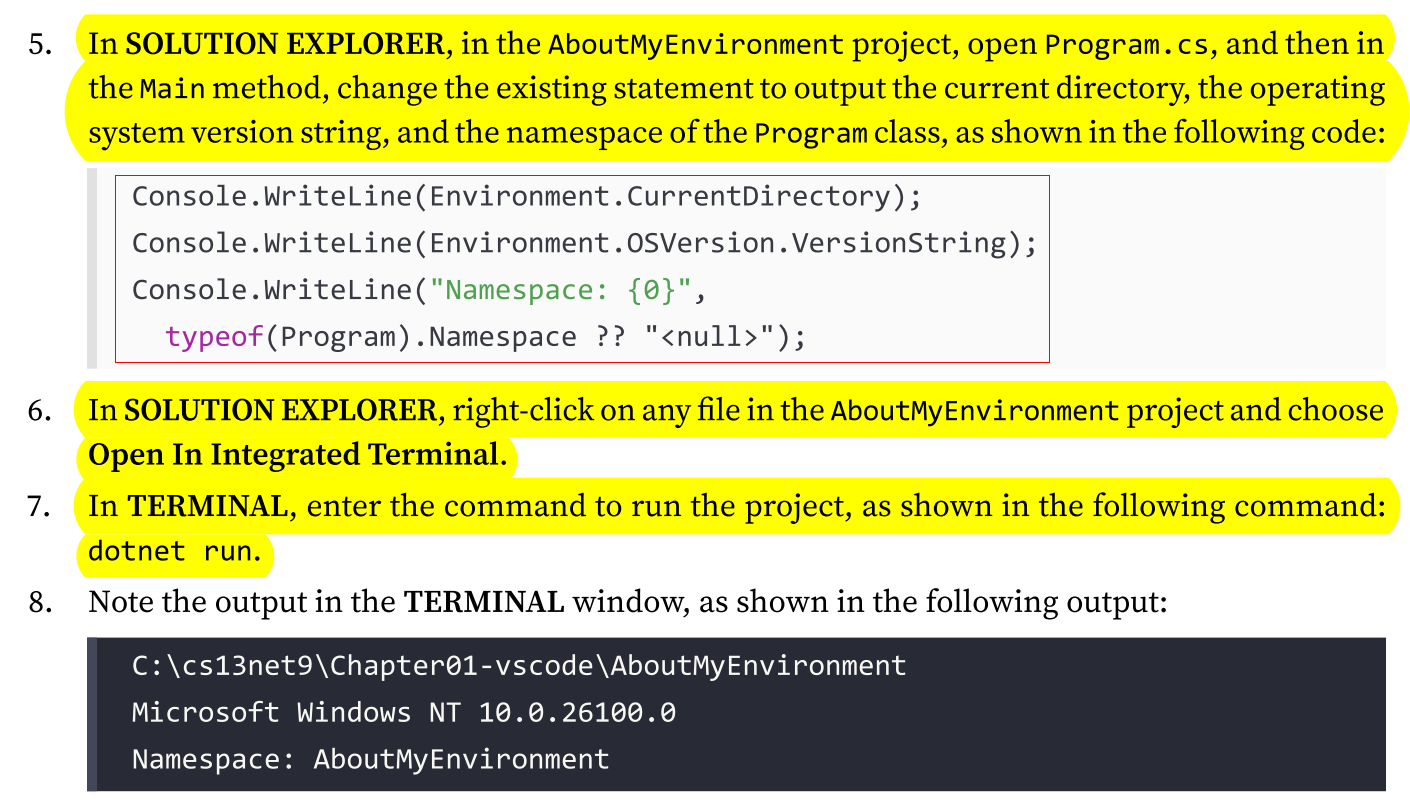 5. In SOLUTION EXPLORER, in the AboutMyEnvironment project, open Program.cs, and then in
the Main method, change the existing statement to output the current directory, the operating
system version string, and the namespace of the Program class, as shown in the following code:
Console.WriteLine(Environment.CurrentDirectory);
Console.WriteLine(Environment.OSVersion.VersionString);
Console.WriteLine("Namespace: {0}",
typeof(Program).Namespace ?? "<null>");
6. In SOLUTION EXPLORER, right-click on any file in the AboutMyEnvironment project and choose
Open In Integrated Terminal.
7. In TERMINAL, enter the command to run the project, as shown in the following command:
dotnet run.
8. Note the output in the TERMINAL window, as shown in the following output:
C:\cs13net9\Chapter01-vscode\AboutMyEnvironment
Microsoft Windows NT 10.0.26100.0
Namespace: AboutMyEnvironment